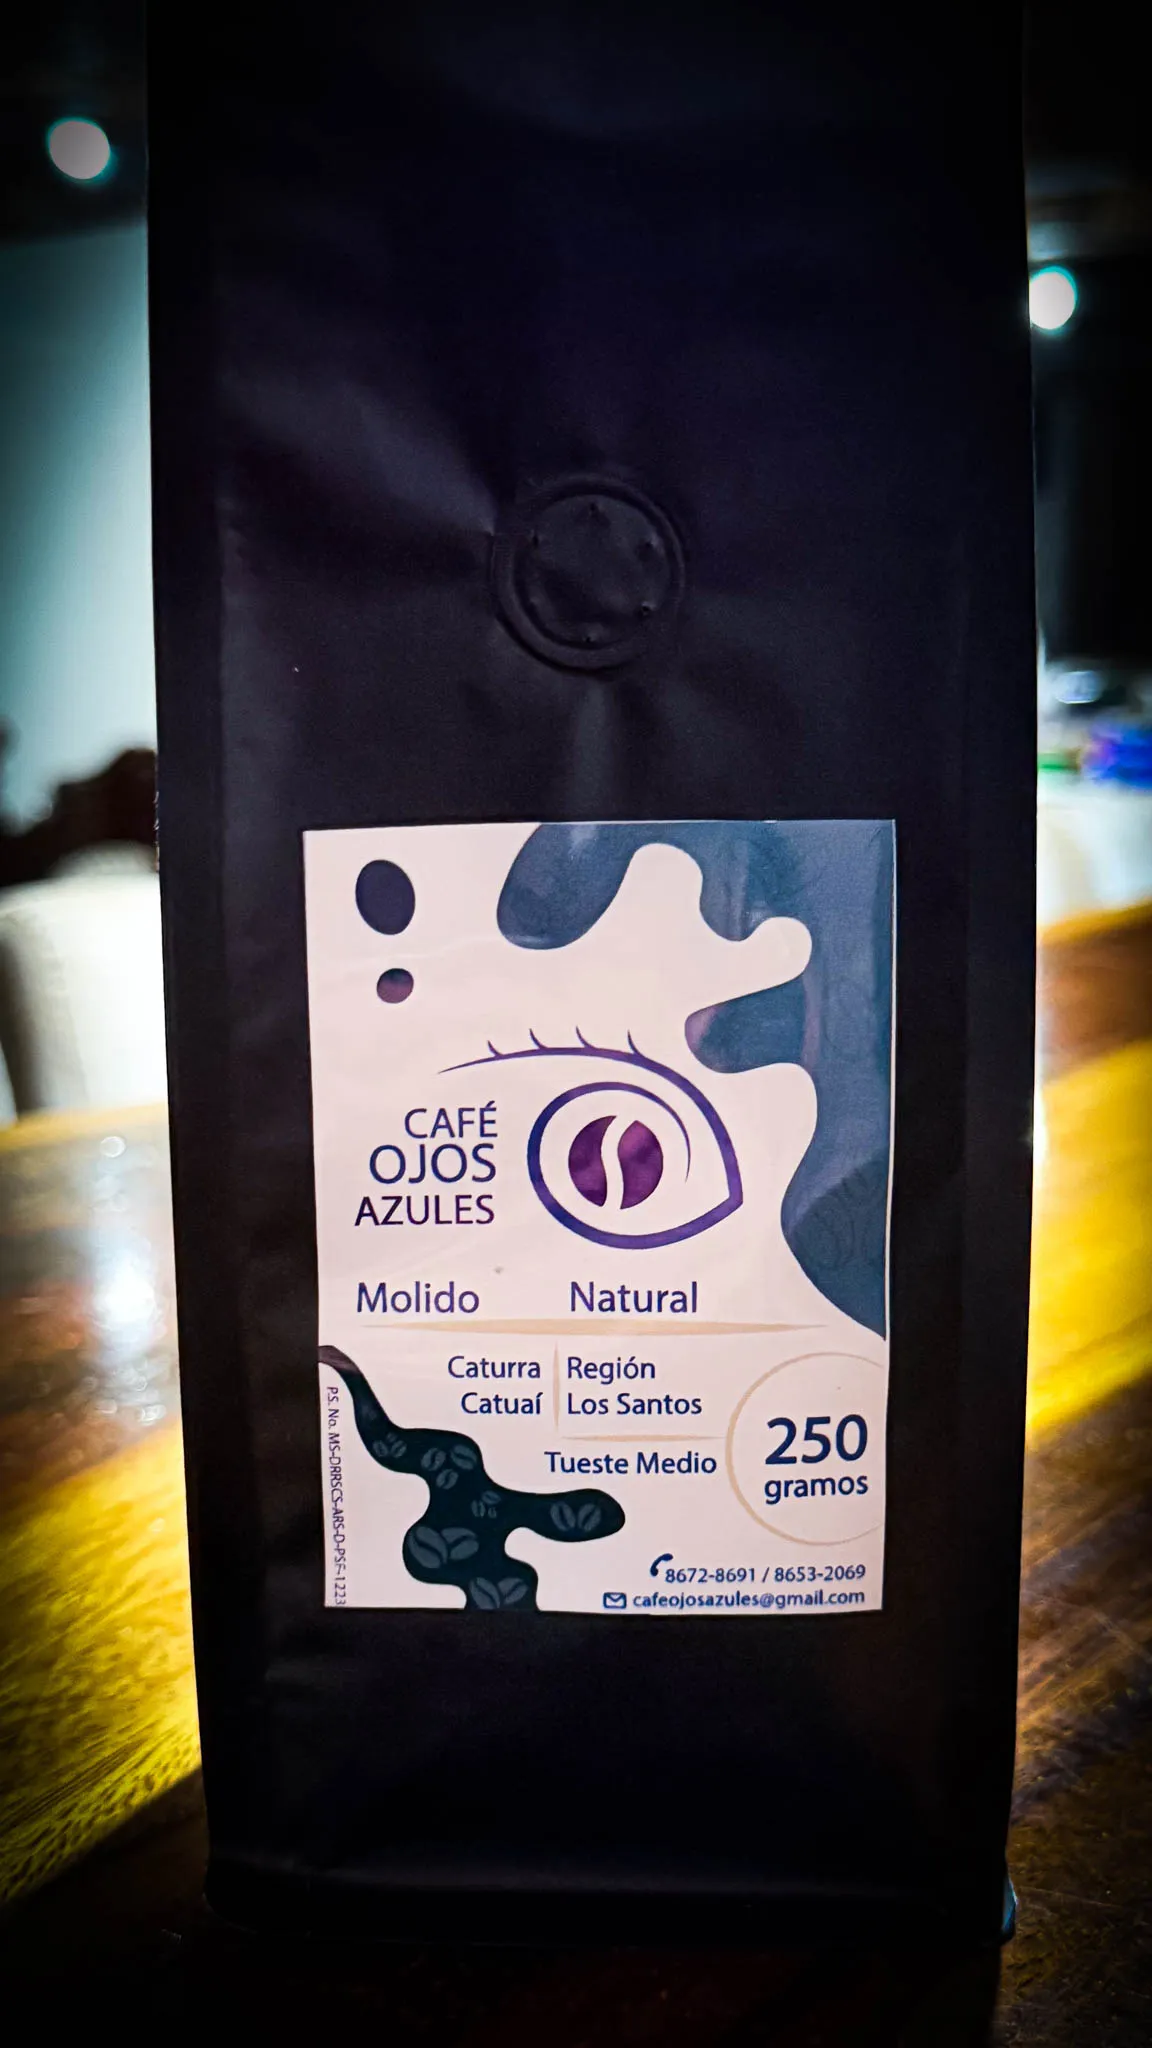 CAFÉ
OJOS
AZULES
Molido Natural
Caturra
Catuaí
Región
Los Santos
Tueste Medio
250
gramos
8672-8691 / 8653-2069
cafeojosazules@gmail.com
P.S. No. MS-DRRSCS-ARS-D-PSF-1223